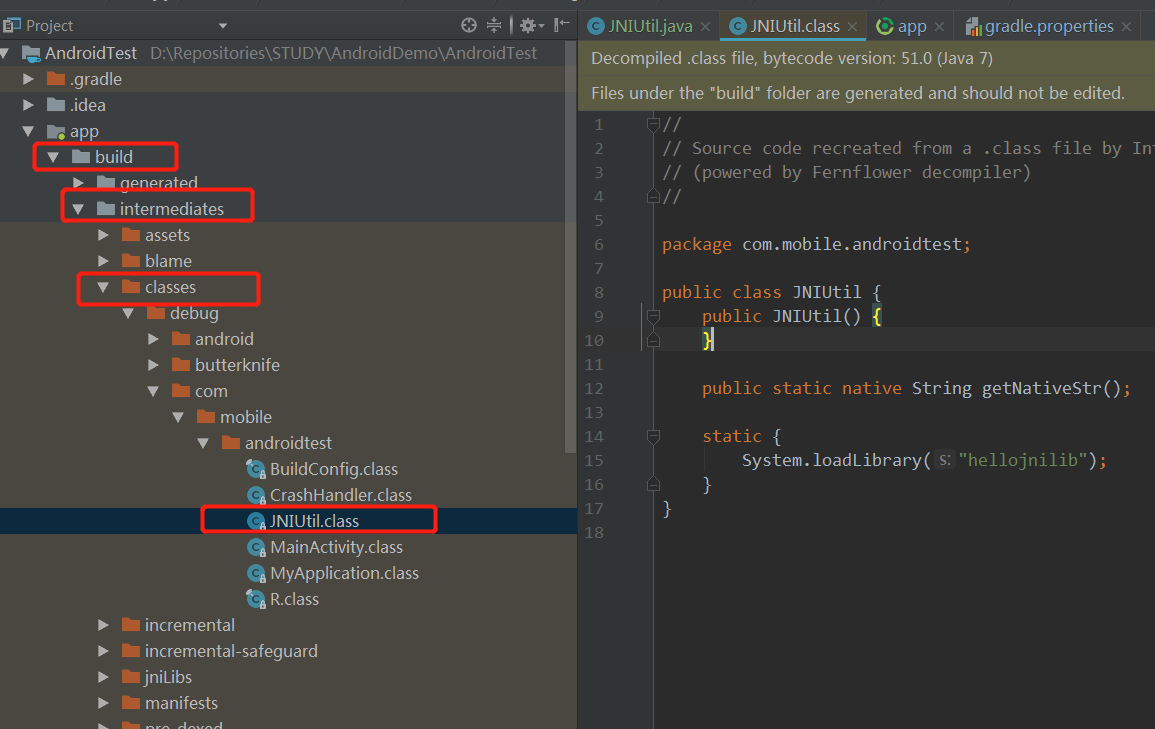 Project
AndroidTest D:\Repositories\STUDY\AndroidDemo\AndroidTest
.gradle
.idea
app
build
generated
intermediates
assets
blame
classes
debug
android
butterknife
com
mobile
androidtest
BuildConfig.class
CrashHandler.class
JNIUtil.class
MainActivity.class
MyApplication.class
R.class
incremental
incremental-safeguard
jniLibs
manifests
pre-dexed
JNIUtil.java JNIUtil.class app gradle.properties
Decompiled .class file, bytecode version: 51.0 (Java 7)
Files under the "build" folder are generated and should not be edited.
1 //
2 // Source code recreated from a .class file by Int
3 // (powered by Fernflower decompiler)
4 //
5
6 package com.mobile.androidtest;
7
8 public class JNIUtil {
9 public JNIUtil() {
10 }
11
12 public static native String getNativeStr();
13
14 static {
15 System.loadLibrary( s: "hellojnilib");
16 }
17 }
18